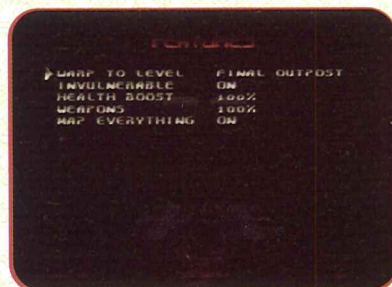 FEATURES
WARP TO LEVEL FINAL OUTPOST
INVULNERABLE ON
HEALTH BOOST 100%
WEAPONS 100%
MAP EVERYTHING ON